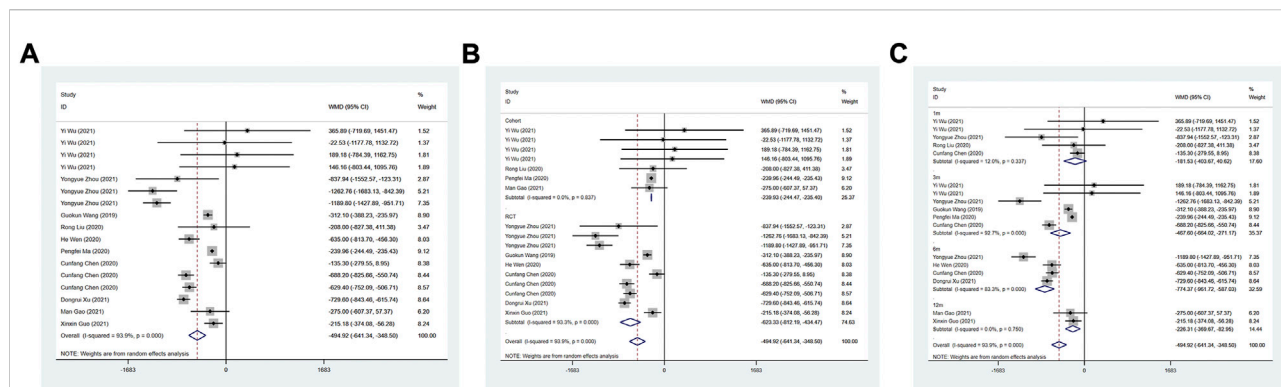 A
Study %
ID WMD (95% CI) Weight
Yi Wu (2021) 365.89 (-719.69, 1451.47) 1.52
Yi Wu (2021) -22.53 (-1177.78, 1132.72) 1.37
Yi Wu (2021) 189.18 (-784.39, 1162.75) 1.81
Yi Wu (2021) 146.16 (-803.44, 1095.76) 1.89
Yongyue Zhou (2021) -837.94 (-1552.57, -123.31) 2.87
Yongyue Zhou (2021) -1262.76 (-1683.13, -842.39) 5.21
Yongyue Zhou (2021) -1189.80 (-1427.89, -951.71) 7.35
Guokun Wang (2019) -312.10 (-388.23, -235.97) 8.90
Rong Liu (2020) -208.00 (-827.38, 411.38) 3.47
He Wen (2020) -635.00 (-813.70, -456.30) 8.03
Pengfei Ma (2020) -239.96 (-244.49, -235.43) 9.12
Cunfang Chen (2020) -135.30 (-279.55, 8.95) 8.38
Cunfang Chen (2020) -688.20 (-825.66, -550.74) 8.44
Cunfang Chen (2020) -629.40 (-752.09, -506.71) 8.57
Dongrui Xu (2021) -729.60 (-843.46, -615.74) 8.64
Man Gao (2021) -275.00 (-607.37, 57.37) 6.20
Xinxin Guo (2021) -215.18 (-374.08, -56.28) 8.24
Overall (I-squared = 93.9%, p = 0.000) -494.92 (-641.34, -348.50) 100.00
NOTE: Weights are from random effects analysis
-1683 0 1683
B
Study %
ID WMD (95% CI) Weight
Cohort
Yi Wu (2021) 365.89 (-719.69, 1451.47) 1.52
Yi Wu (2021) -22.53 (-1177.78, 1132.72) 1.37
Yi Wu (2021) 189.18 (-784.39, 1162.75) 1.81
Yi Wu (2021) 146.16 (-803.44, 1095.76) 1.89
Rong Liu (2020) -208.00 (-827.38, 411.38) 3.47
Pengfei Ma (2020) -239.96 (-244.49, -235.43) 9.12
Man Gao (2021) -275.00 (-607.37, 57.37) 6.20
Subtotal (I-squared = 0.0%, p = 0.837) -239.93 (-244.47, -235.40) 25.37
RCT
Yongyue Zhou (2021) -837.94 (-1552.57, -123.31) 2.87
Yongyue Zhou (2021) -1262.76 (-1683.13, -842.39) 5.21
Yongyue Zhou (2021) -1189.80 (-1427.89, -951.71) 7.35
Guokun Wang (2019) -312.10 (-388.23, -235.97) 8.90
He Wen (2020) -635.00 (-813.70, -456.30) 8.03
Cunfang Chen (2020) -135.30 (-279.55, 8.95) 8.38
Cunfang Chen (2020) -688.20 (-825.66, -550.74) 8.44
Cunfang Chen (2020) -629.40 (-752.09, -506.71) 8.57
Dongrui Xu (2021) -729.60 (-843.46, -615.74) 8.64
Xinxin Guo (2021) -215.18 (-374.08, -56.28) 8.24
Subtotal (I-squared = 93.3%, p = 0.000) -623.33 (-812.19, -434.47) 74.63
Overall (I-squared = 93.9%, p = 0.000) -494.92 (-641.34, -348.50) 100.00
NOTE: Weights are from random effects analysis
-1683 0 1683
C
Study %
ID WMD (95% CI) Weight
1m
Yi Wu (2021) 365.89 (-719.69, 1451.47) 1.52
Yi Wu (2021) -22.53 (-1177.78, 1132.72) 1.37
Yongyue Zhou (2021) -837.94 (-1552.57, -123.31) 2.87
Rong Liu (2020) -208.00 (-827.38, 411.38) 3.47
Cunfang Chen (2020) -135.30 (-279.55, 8.95) 8.38
Subtotal (I-squared = 12.0%, p = 0.337) -181.53 (-403.67, 40.62) 17.60
3m
Yi Wu (2021) 189.18 (-784.39, 1162.75) 1.81
Yi Wu (2021) 146.16 (-803.44, 1095.76) 1.89
Yongyue Zhou (2021) -1262.76 (-1683.13, -842.39) 5.21
Guokun Wang (2019) -312.10 (-388.23, -235.97) 8.90
Pengfei Ma (2020) -239.96 (-244.49, -235.43) 9.12
Cunfang Chen (2020) -688.20 (-825.66, -550.74) 8.44
Subtotal (I-squared = 92.7%, p = 0.000) -467.60 (-664.02, -271.17) 35.37
6m
Yongyue Zhou (2021) -1189.80 (-1427.89, -951.71) 7.35
He Wen (2020) -635.00 (-813.70, -456.30) 8.03
Cunfang Chen (2020) -629.40 (-752.09, -506.71) 8.57
Dongrui Xu (2021) -729.60 (-843.46, -615.74) 8.64
Subtotal (I-squared = 83.3%, p = 0.000) -774.37 (-961.72, -587.03) 32.59
12m
Man Gao (2021) -275.00 (-607.37, 57.37) 6.20
Xinxin Guo (2021) -215.18 (-374.08, -56.28) 8.24
Subtotal (I-squared = 0.0%, p = 0.750) -226.31 (-369.67, -82.95) 14.44
Overall (I-squared = 93.9%, p = 0.000) -494.92 (-641.34, -348.50) 100.00
NOTE: Weights are from random effects analysis
-1683 0 1683